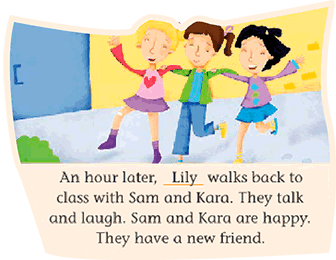 An hour later, Lily walks back to
class with Sam and Kara. They talk
and laugh. Sam and Kara are happy.
They have a new friend.